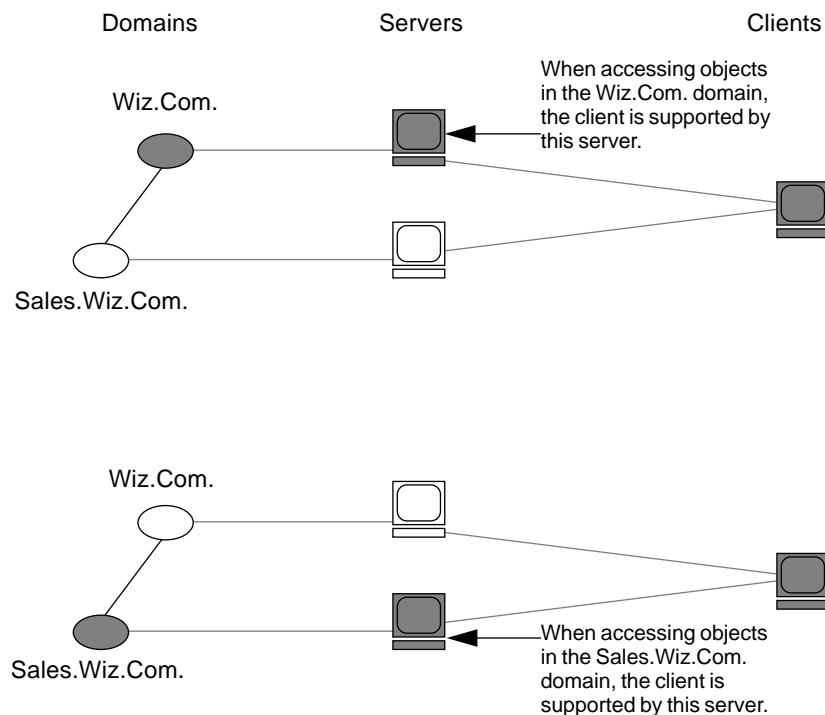 Domains
Servers
Clients
When accessing objects
in the Wiz.Com. domain,
the client is supported by
this server.
Wiz.Com.
Sales.Wiz.Com.
Wiz.Com.
Sales.Wiz.Com.
When accessing objects
in the Sales.Wiz.Com.
domain, the client is
supported by this server.